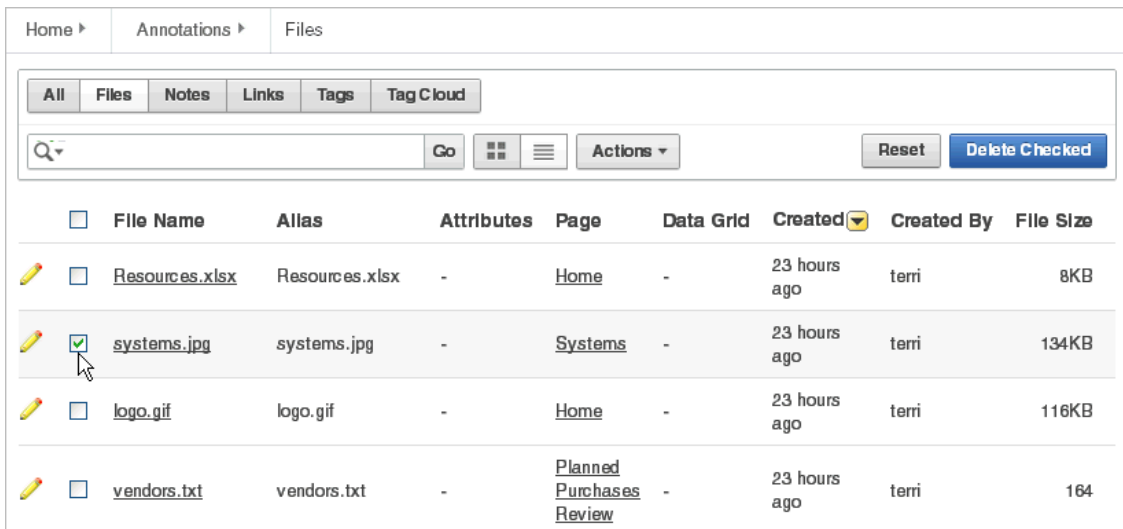 Home Annotations Files
All Files Notes Links Tags Tag Cloud
Go Actions Reset Delete Checked
File Name Alias Attributes Page Data Grid Created Created By File Size
Resources.xlsx Resources.xlsx - Home - 23 hours ago terri 8KB
systems.jpg systems.jpg - Systems - 23 hours ago terri 134KB
logo.gif logo.gif - Home - 23 hours ago terri 116KB
vendors.txt vendors.txt - Planned Purchases Review - 23 hours ago terri 164